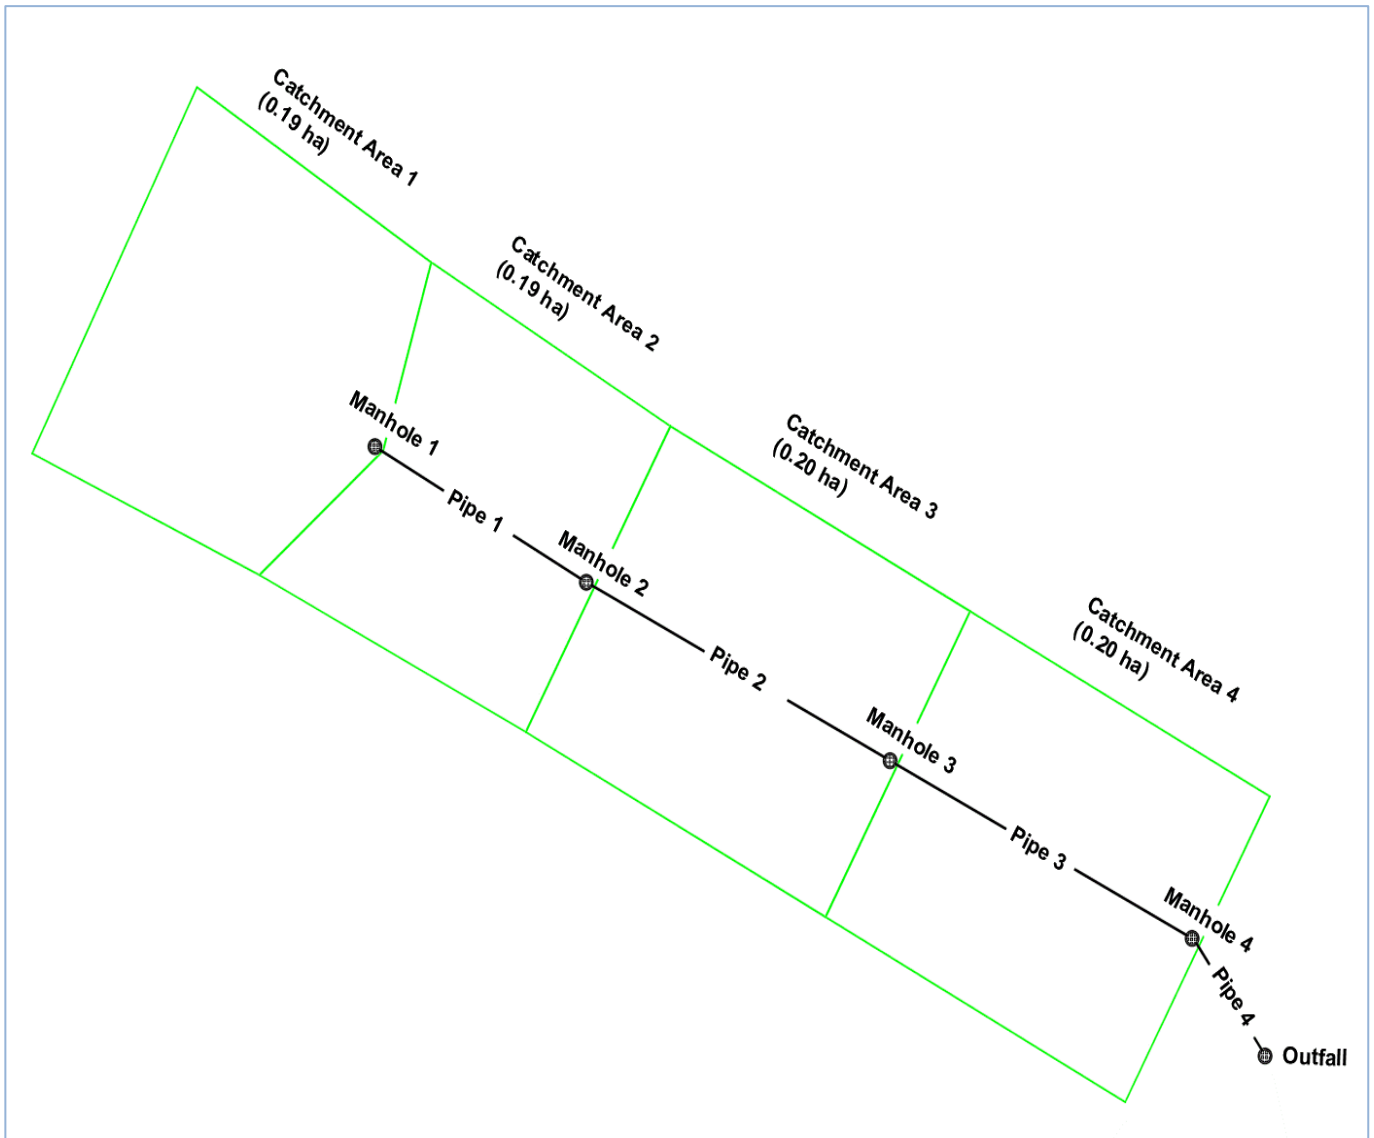 Catchment Area 1
(0.19 ha)
Catchment Area 2
(0.19 ha)
Manhole 1
Catchment Area 3
(0.20 ha)
Pipe 1
Manhole 2
Catchment Area 4
(0.20 ha)
Pipe 2
Manhole 3
Pipe 3
Manhole 4
Pipe 4
Outfall